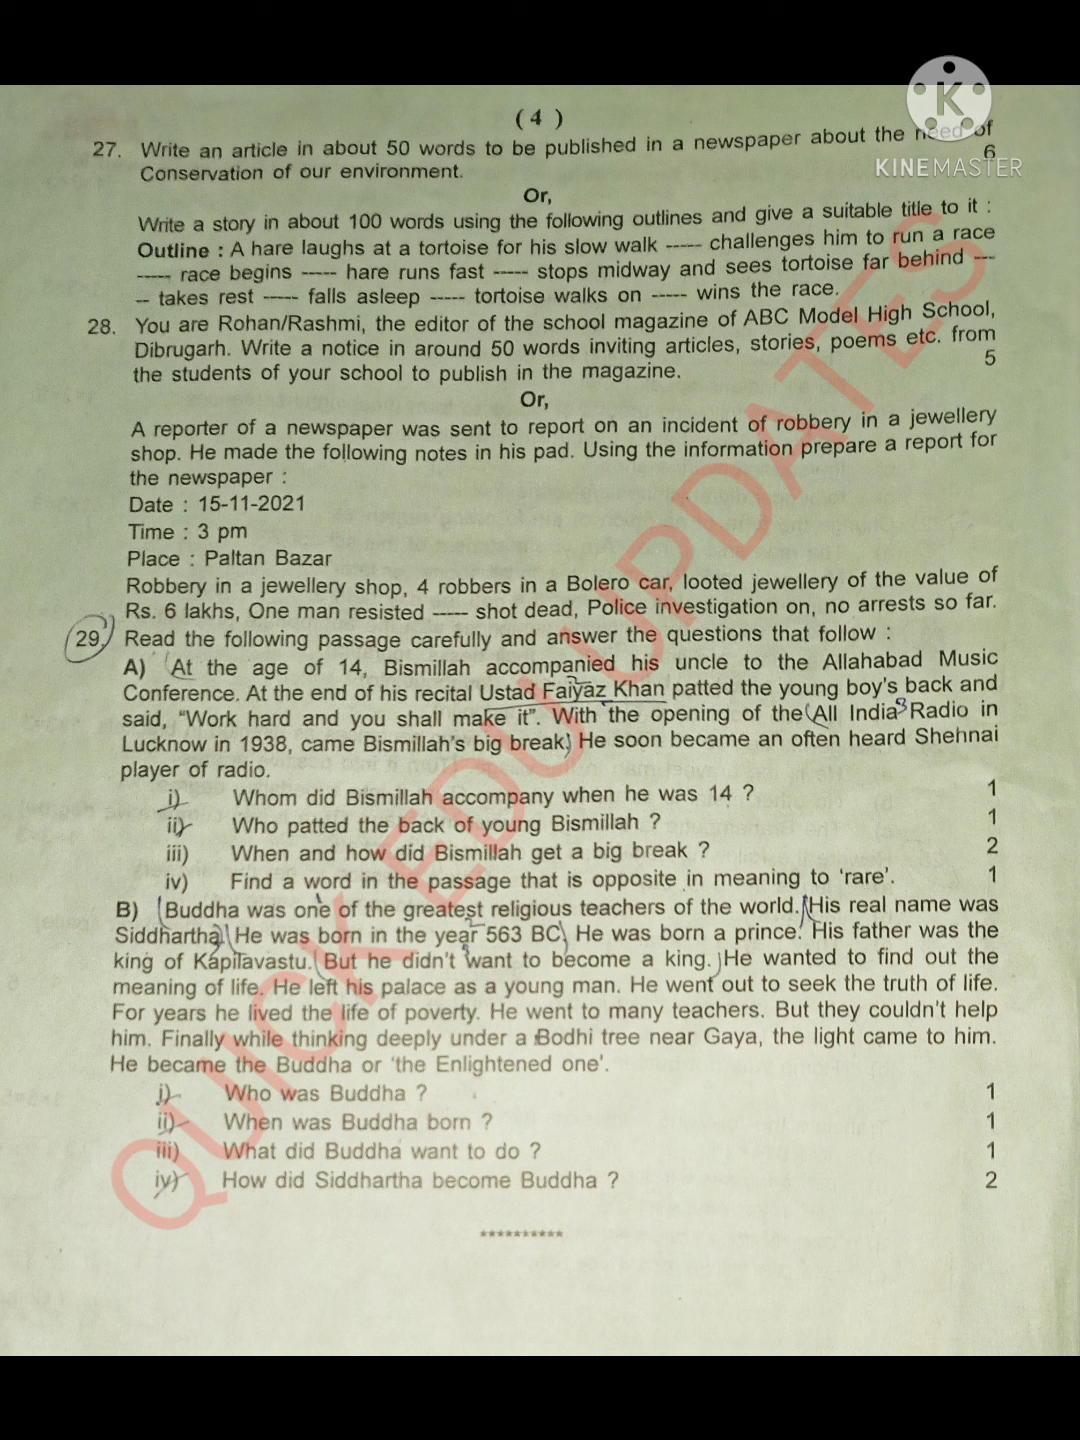 K
KINEMASTER
( 4 )
27. Write an article in about 50 words to be published in a newspaper about the need of
Conservation of our environment. 6
Or,
Write a story in about 100 words using the following outlines and give a suitable title to it :
Outline : A hare laughs at a tortoise for his slow walk ----- challenges him to run a race
----- race begins ----- hare runs fast ----- stops midway and sees tortoise far behind ---
-- takes rest ----- falls asleep ----- tortoise walks on ----- wins the race.
28. You are Rohan/Rashmi, the editor of the school magazine of ABC Model High School,
Dibrugarh. Write a notice in around 50 words inviting articles, stories, poems etc. from
the students of your school to publish in the magazine. 5
Or,
A reporter of a newspaper was sent to report on an incident of robbery in a jewellery
shop. He made the following notes in his pad. Using the information prepare a report for
the newspaper :
Date : 15-11-2021
Time : 3 pm
Place : Paltan Bazar
Robbery in a jewellery shop, 4 robbers in a Bolero car, looted jewellery of the value of
Rs. 6 lakhs, One man resisted ----- shot dead, Police investigation on, no arrests so far.
29. Read the following passage carefully and answer the questions that follow :
A) At the age of 14, Bismillah accompanied his uncle to the Allahabad Music
Conference. At the end of his recital Ustad Faiyaz Khan patted the young boy's back and
said, “Work hard and you shall make it”. With the opening of the All India Radio in
Lucknow in 1938, came Bismillah's big break. He soon became an often heard Shehnai
player of radio.
i) Whom did Bismillah accompany when he was 14 ? 1
ii) Who patted the back of young Bismillah ? 1
iii) When and how did Bismillah get a big break ? 2
iv) Find a word in the passage that is opposite in meaning to ‘rare’. 1
B) Buddha was one of the greatest religious teachers of the world. His real name was
Siddhartha. He was born in the year 563 BC. He was born a prince. His father was the
king of Kapilavastu. But he didn't want to become a king. He wanted to find out the
meaning of life. He left his palace as a young man. He went out to seek the truth of life.
For years he lived the life of poverty. He went to many teachers. But they couldn't help
him. Finally while thinking deeply under a Bodhi tree near Gaya, the light came to him.
He became the Buddha or ‘the Enlightened one’.
i) Who was Buddha ? 1
ii) When was Buddha born ? 1
iii) What did Buddha want to do ? 1
iv) How did Siddhartha become Buddha ? 2
**********
QUICK EDU UPDATES